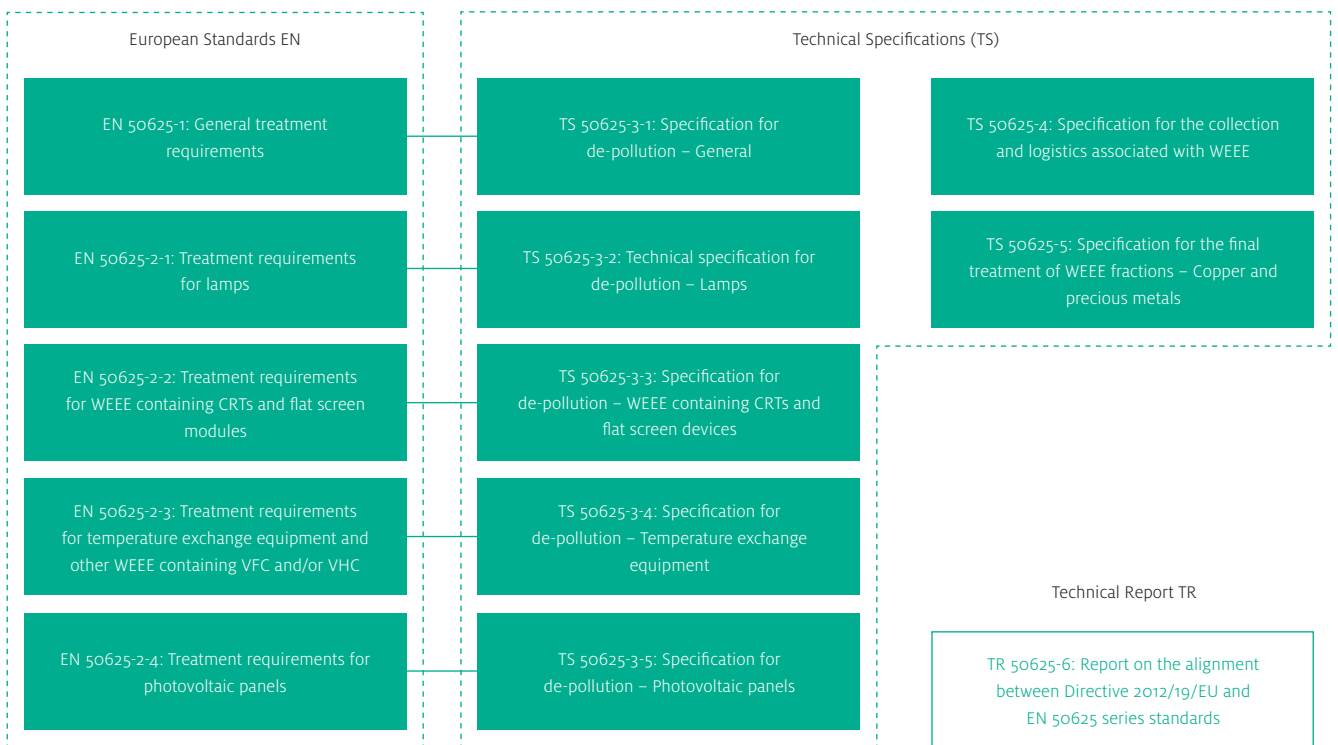 European Standards EN
EN 50625-1: General treatment
requirements
EN 50625-2-1: Treatment requirements
for lamps
EN 50625-2-2: Treatment requirements
for WEEE containing CRTs and flat screen
modules
EN 50625-2-3: Treatment requirements
for temperature exchange equipment and
other WEEE containing VFC and/or VHC
EN 50625-2-4: Treatment requirements for
photovoltaic panels
Technical Specifications (TS)
TS 50625-3-1: Specification for
de-pollution – General
TS 50625-3-2: Technical specification for
de-pollution – Lamps
TS 50625-3-3: Specification for
de-pollution – WEEE containing CRTs and
flat screen devices
TS 50625-3-4: Specification for
de-pollution – Temperature exchange
equipment
TS 50625-3-5: Specification for
de-pollution – Photovoltaic panels
TS 50625-4: Specification for the collection
and logistics associated with WEEE
TS 50625-5: Specification for the final
treatment of WEEE fractions – Copper and
precious metals
Technical Report TR
TR 50625-6: Report on the alignment
between Directive 2012/19/EU and
EN 50625 series standards